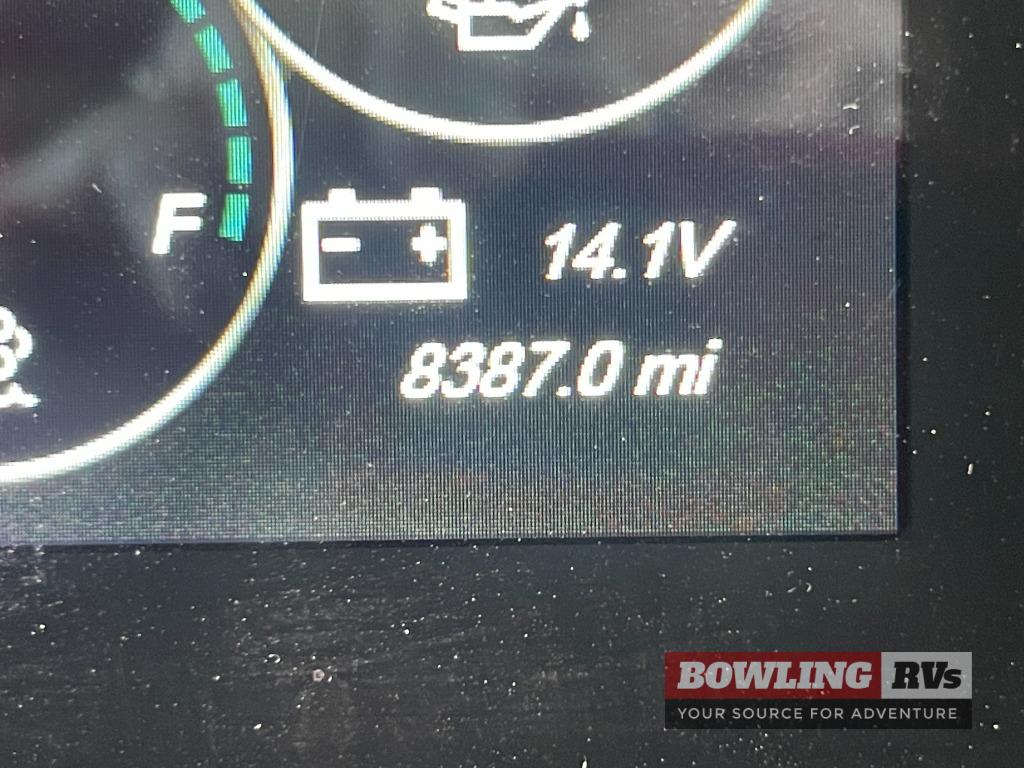 F
14.1V
8387.0 mi
BOWLING RVs
YOUR SOURCE FOR ADVENTURE